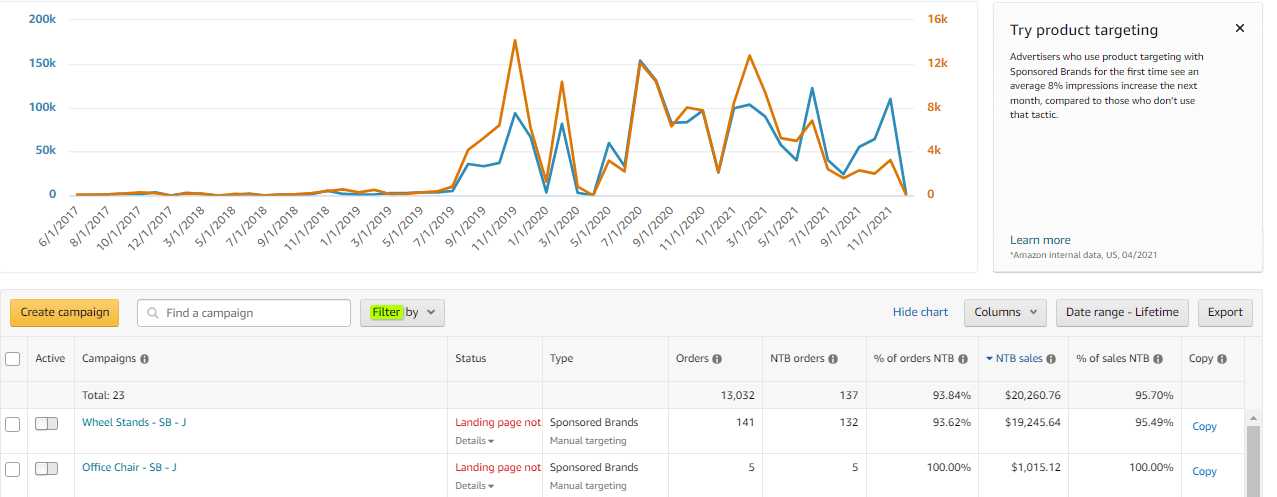 200k
150k
100k
50k
0
16k
12k
8k
4k
0
6/1/2017
8/1/2017
10/1/2017
12/1/2017
3/1/2018
5/1/2018
7/1/2018
9/1/2018
11/1/2018
1/1/2019
3/1/2019
5/1/2019
7/1/2019
9/1/2019
11/1/2019
1/1/2020
3/1/2020
5/1/2020
7/1/2020
9/1/2020
11/1/2020
1/1/2021
3/1/2021
5/1/2021
7/1/2021
9/1/2021
11/1/2021
Try product targeting
Advertisers who use product targeting with
Sponsored Brands for the first time see an
average 8% impressions increase the next
month, compared to those who don't use
that tactic.
Learn more
*Amazon internal data, US, 04/2021
Create campaign Find a campaign Filter by Hide chart Columns Date range - Lifetime Export
Active Campaigns Status Type Orders NTB orders % of orders NTB NTB sales % of sales NTB Copy
Total: 23 13,032 137 93.84% $20,260.76 95.70%
Wheel Stands - SB - J Landing page not Sponsored Brands 141 132 93.62% $19,245.64 95.49% Copy
Details Manual targeting
Office Chair - SB - J Landing page not Sponsored Brands 5 5 100.00% $1,015.12 100.00% Copy
Details Manual targeting